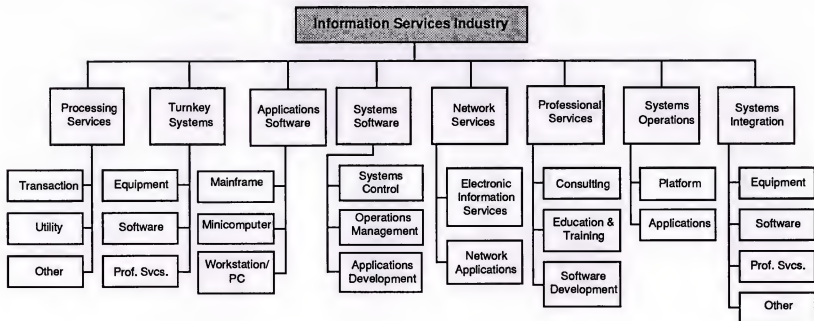 Information Services Industry
Processing
Services
Transaction
Utility
Other
Turnkey
Systems
Equipment
Software
Prof. Svcs.
Applications
Software
Mainframe
Minicomputer
Workstation/
PC
Systems
Software
Systems
Control
Operations
Management
Applications
Development
Network
Services
Electronic
Information
Services
Network
Applications
Professional
Services
Consulting
Education &
Training
Software
Development
Systems
Operations
Platform
Applications
Systems
Integration
Equipment
Software
Prof. Svcs.
Other